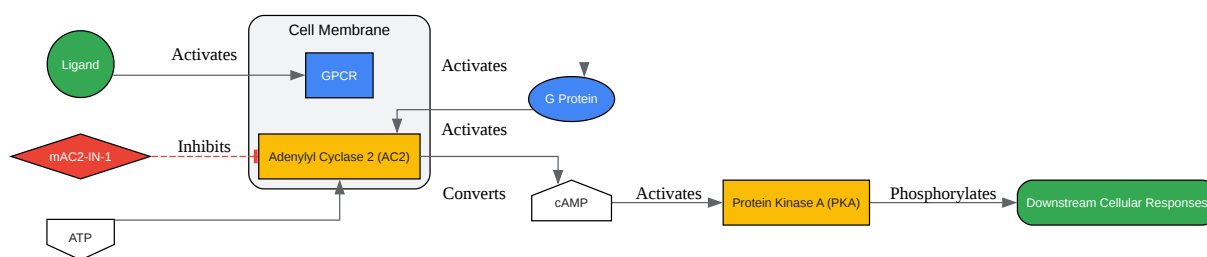 Cell Membrane
Ligand
Activates
GPCR
Activates
G Protein
Activates
mAC2-IN-1
Inhibits
Adenylyl Cyclase 2 (AC2)
Converts
cAMP
Activates
Protein Kinase A (PKA)
Phosphorylates
Downstream Cellular Responses
ATP